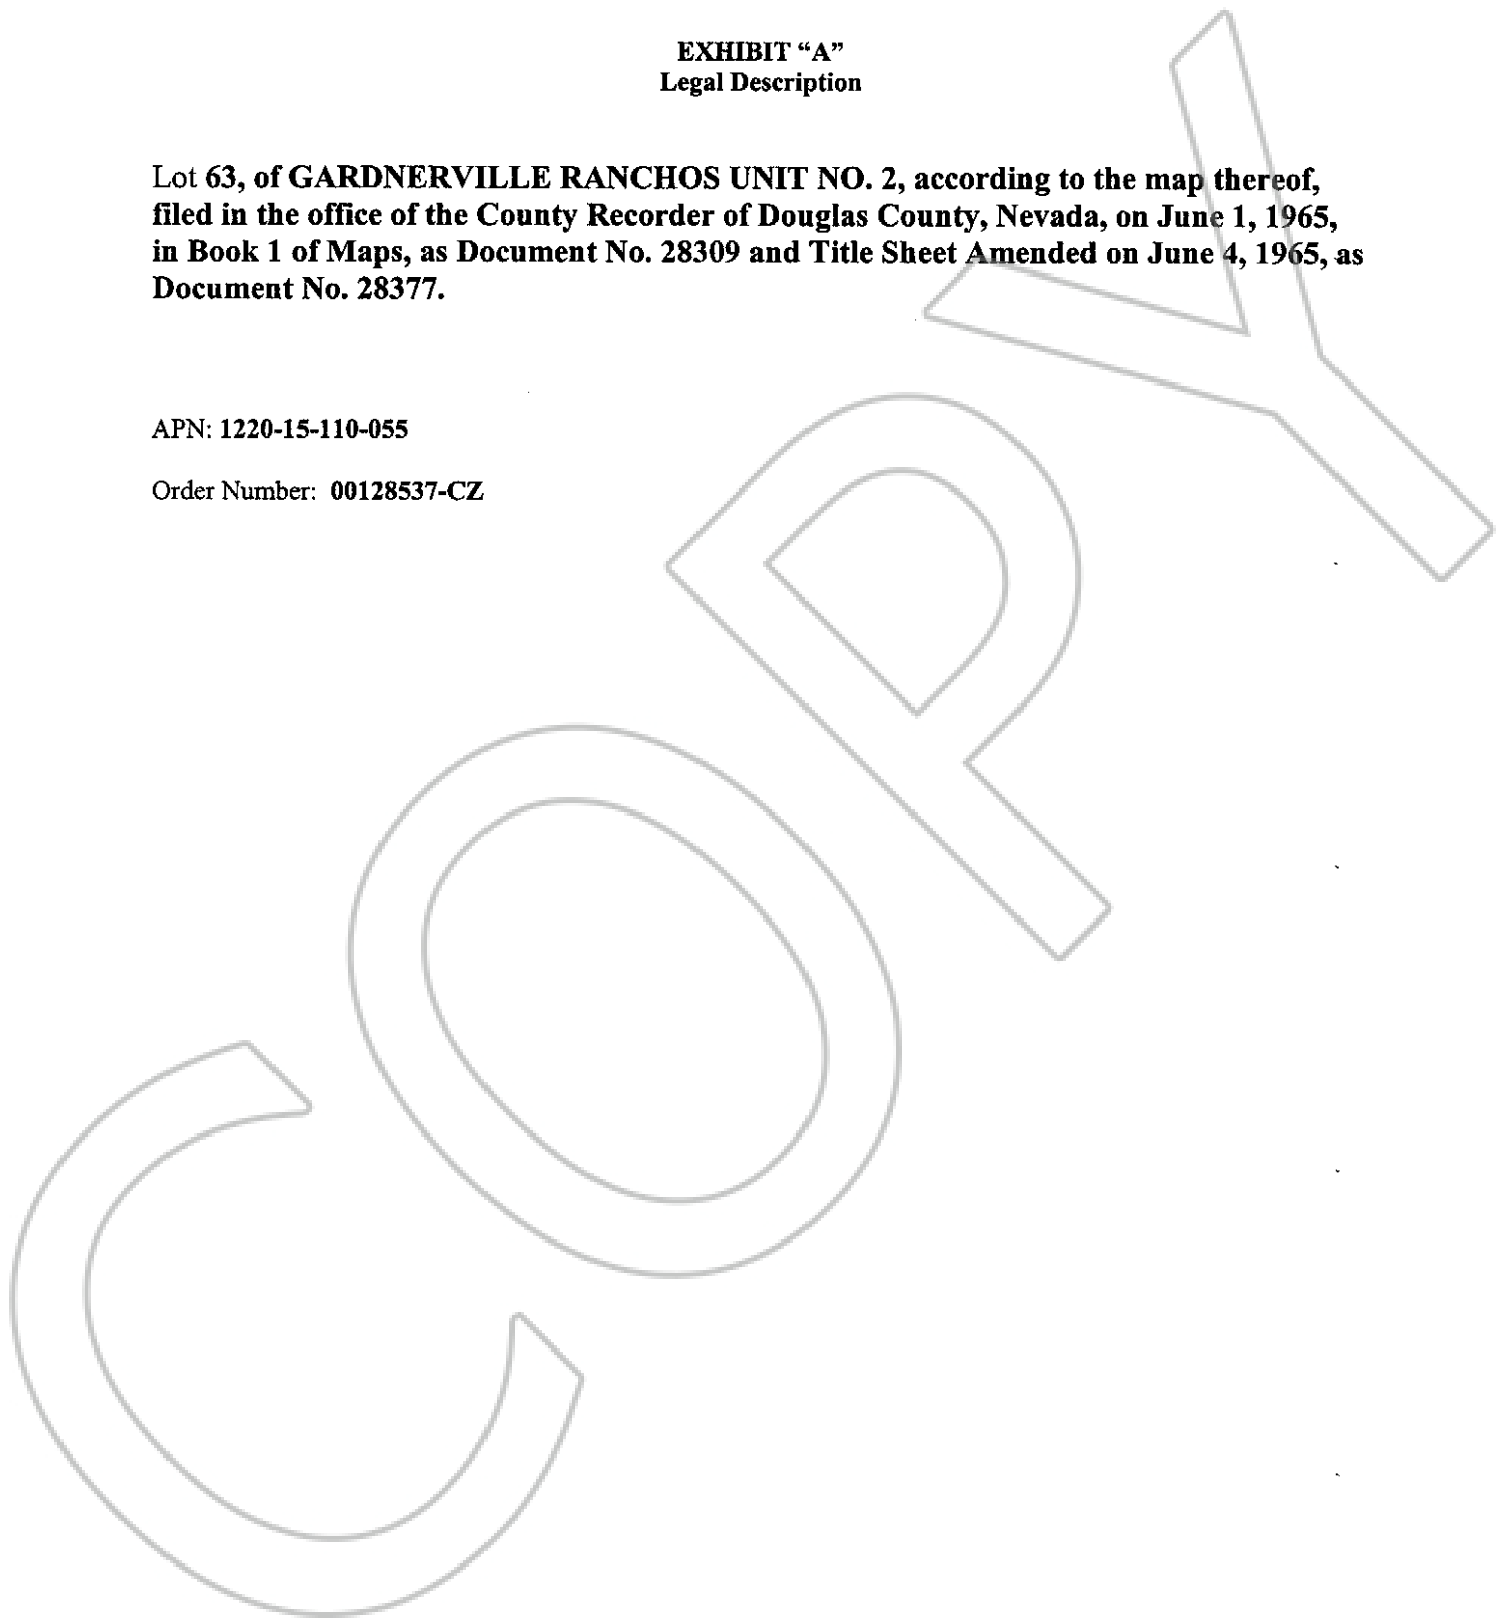 EXHIBIT “A”
Legal Description
Lot 63, of GARDNERVILLE RANCHOS UNIT NO. 2, according to the map thereof,
filed in the office of the County Recorder of Douglas County, Nevada, on June 1, 1965,
in Book 1 of Maps, as Document No. 28309 and Title Sheet Amended on June 4, 1965, as
Document No. 28377.
APN: 1220-15-110-055
Order Number: 00128537-CZ
COPY